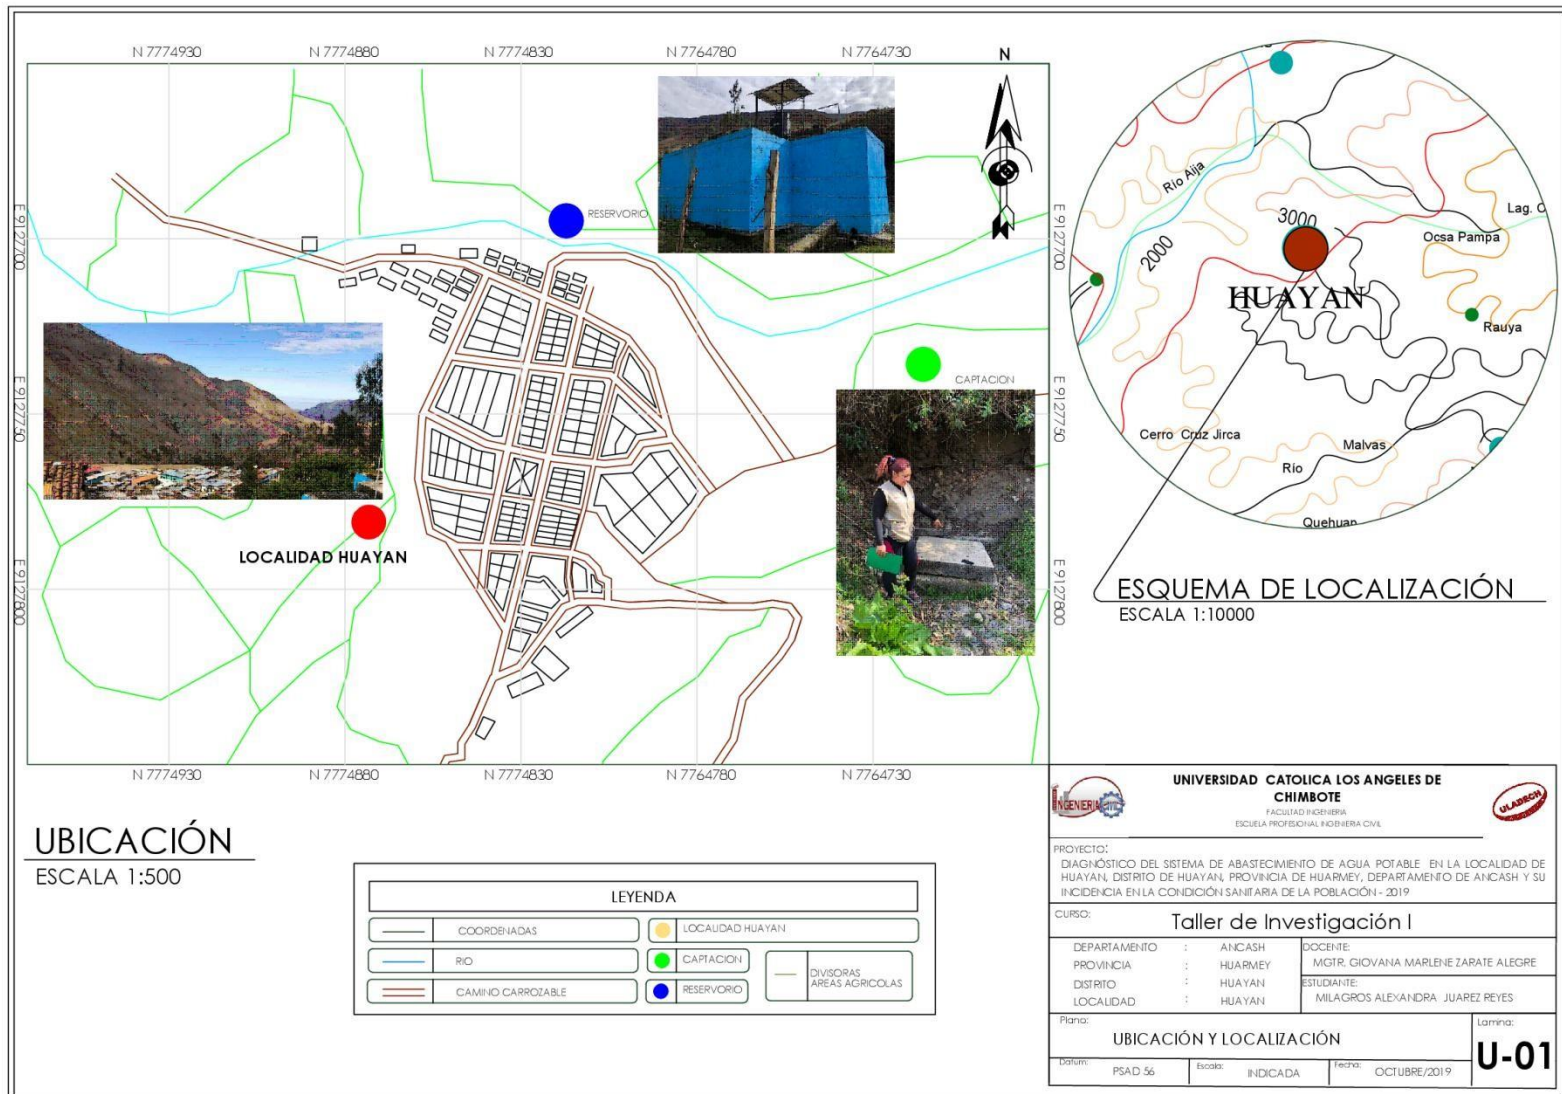 N 7774930
N 7774880
N 7774830
N 7764780
N 7764730
N
E 9127700
E 9127750
E 9127800
E 9127700
E 9127750
E 9127800
RESERVORIO
CAPTACION
LOCALIDAD HUAYAN
N 7774930
N 7774880
N 7774830
N 7764780
N 7764730
Rio Aija
2000
3000
Lag.
Ocsa Pampa
HUAYAN
Rauya
Cerro Cruz Jirca
Malvas
Rio
Quehuan
ESQUEMA DE LOCALIZACIÓN
ESCALA 1:10000
UBICACIÓN
ESCALA 1:500
LEYENDA
COORDENADAS
LOCALIDAD HUAYAN
RIO
CAPTACION
DIVISORAS
AREAS AGRICOLAS
CAMINO CARROZABLE
RESERVORIO
INGENIERIA CIVIL
UNIVERSIDAD CATOLICA LOS ANGELES DE
CHIMBOTE
FACULTAD INGENIERIA
ESCUELA PROFESIONAL INGENIERIA CIVIL
ULADECH
PROYECTO:
DIAGNÓSTICO DEL SISTEMA DE ABASTECIMIENTO DE AGUA POTABLE EN LA LOCALIDAD DE
HUAYAN, DISTRITO DE HUAYAN, PROVINCIA DE HUARMEY, DEPARTAMENTO DE ANCASH Y SU
INCIDENCIA EN LA CONDICIÓN SANITARIA DE LA POBLACIÓN - 2019
CURSO:
Taller de Investigación I
DEPARTAMENTO : ANCASH
PROVINCIA : HUARMEY
DISTRITO : HUAYAN
LOCALIDAD : HUAYAN
DOCENTE:
MGTR. GIOVANA MARLENE ZARATE ALEGRE
ESTUDIANTE:
MILAGROS ALEXANDRA JUAREZ REYES
Plano:
UBICACIÓN Y LOCALIZACIÓN
Lamina:
U-01
Datum: PSAD 56
Escala: INDICADA
Fecha: OCTUBRE/2019